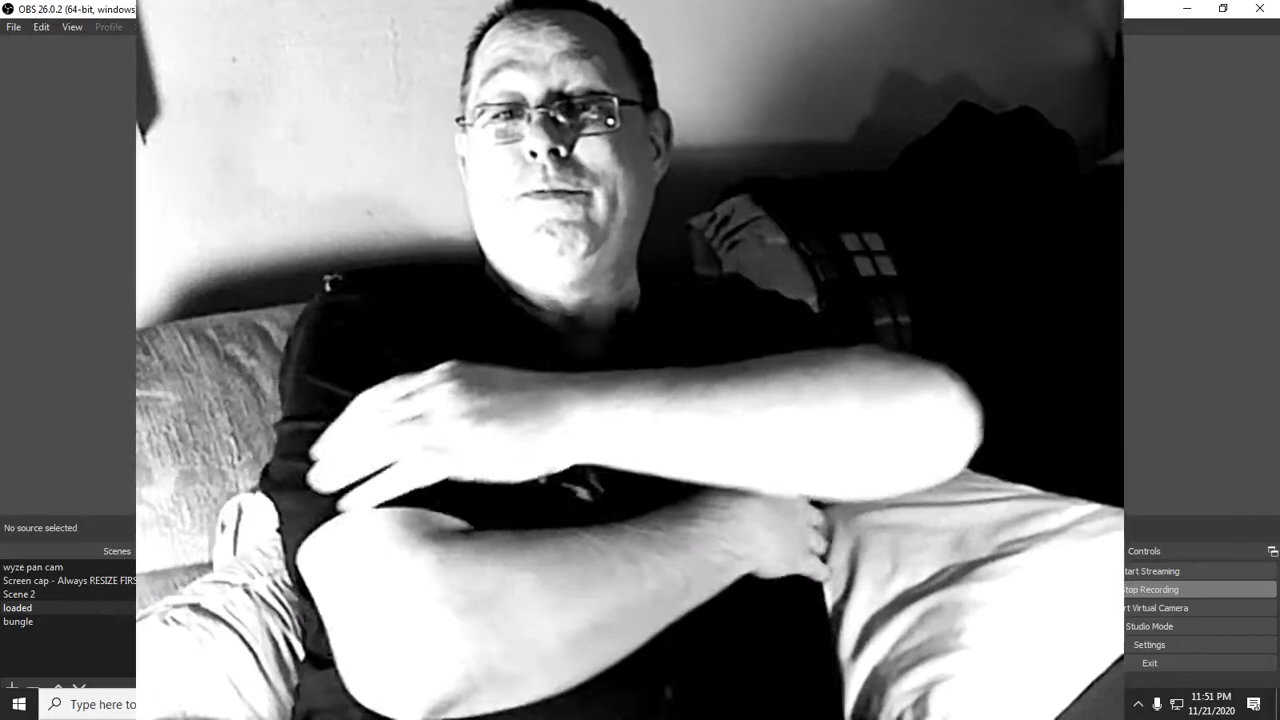 OBS 26.0.2 (64-bit, windows
File Edit View Profile
No source selected
Scenes
wyze pan cam
Screen cap - Always RESIZE FIRS
Scene 2
loaded
bungle
Controls
tart Streaming
Stop Recording
rt Virtual Camera
Studio Mode
Settings
Exit
Type here to
11:51 PM
11/21/2020